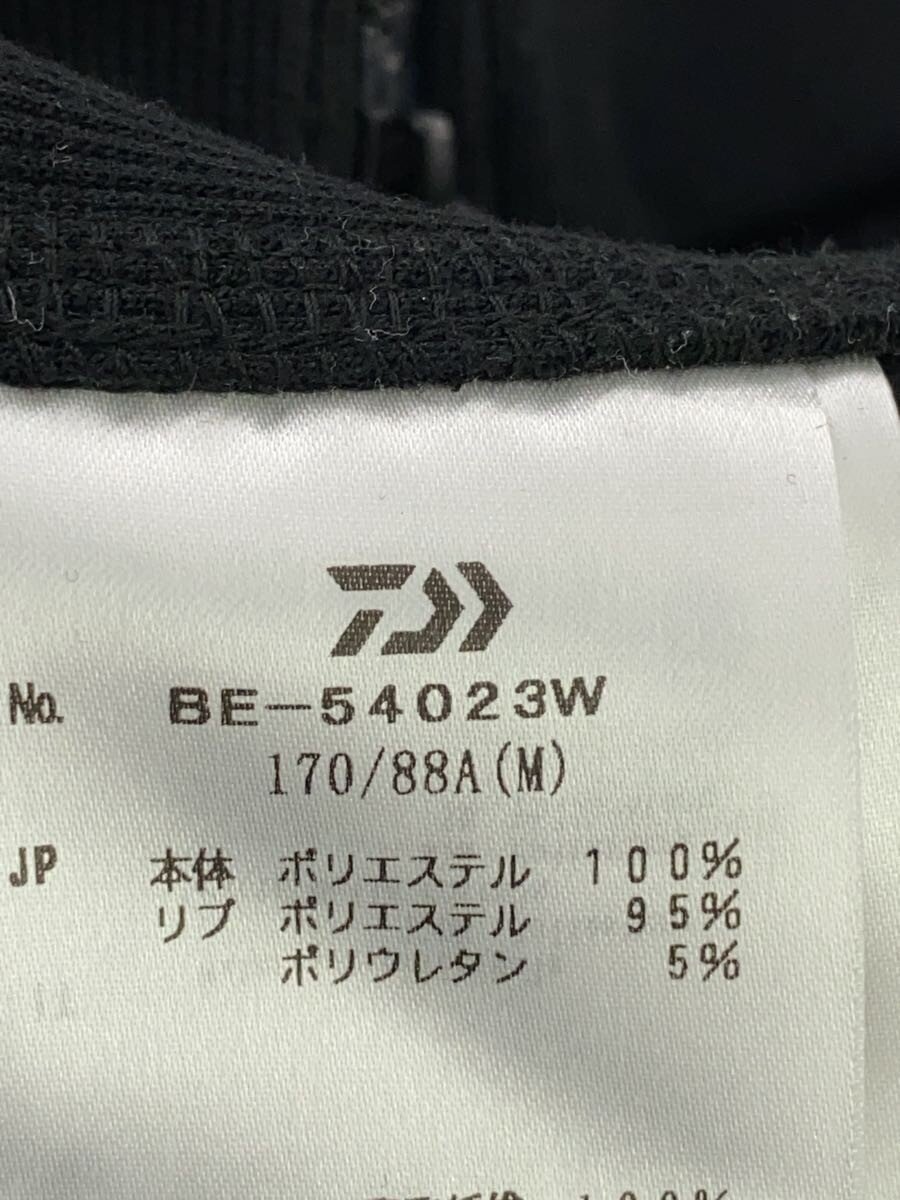 No. BE-54023W
170/88A(M)
JP 本体 ポリエステル 100%
リブ ポリエステル 95%
ポリウレタン 5%